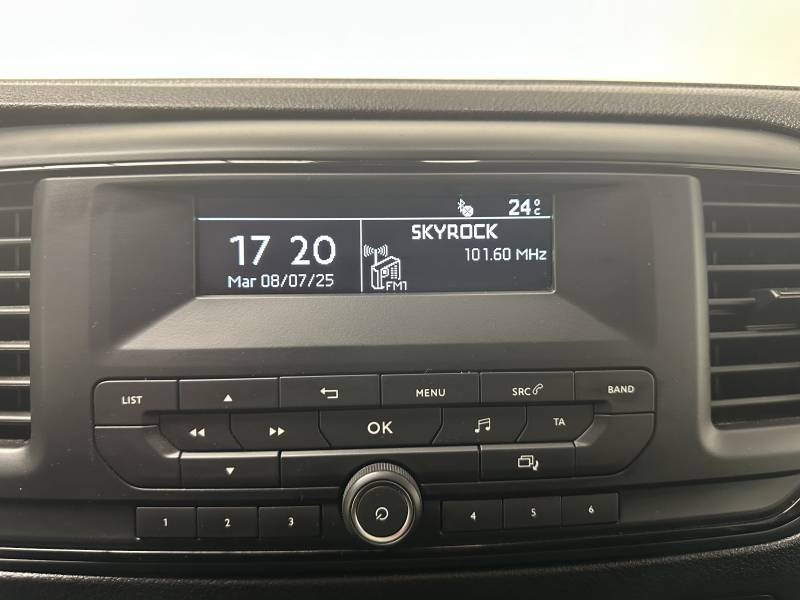 24°C
17 20
SKYROCK
101.60 MHz
Mar 08/07/25
FM1
LIST
MENU
SRC
BAND
OK
TA
1
2
3
4
5
6